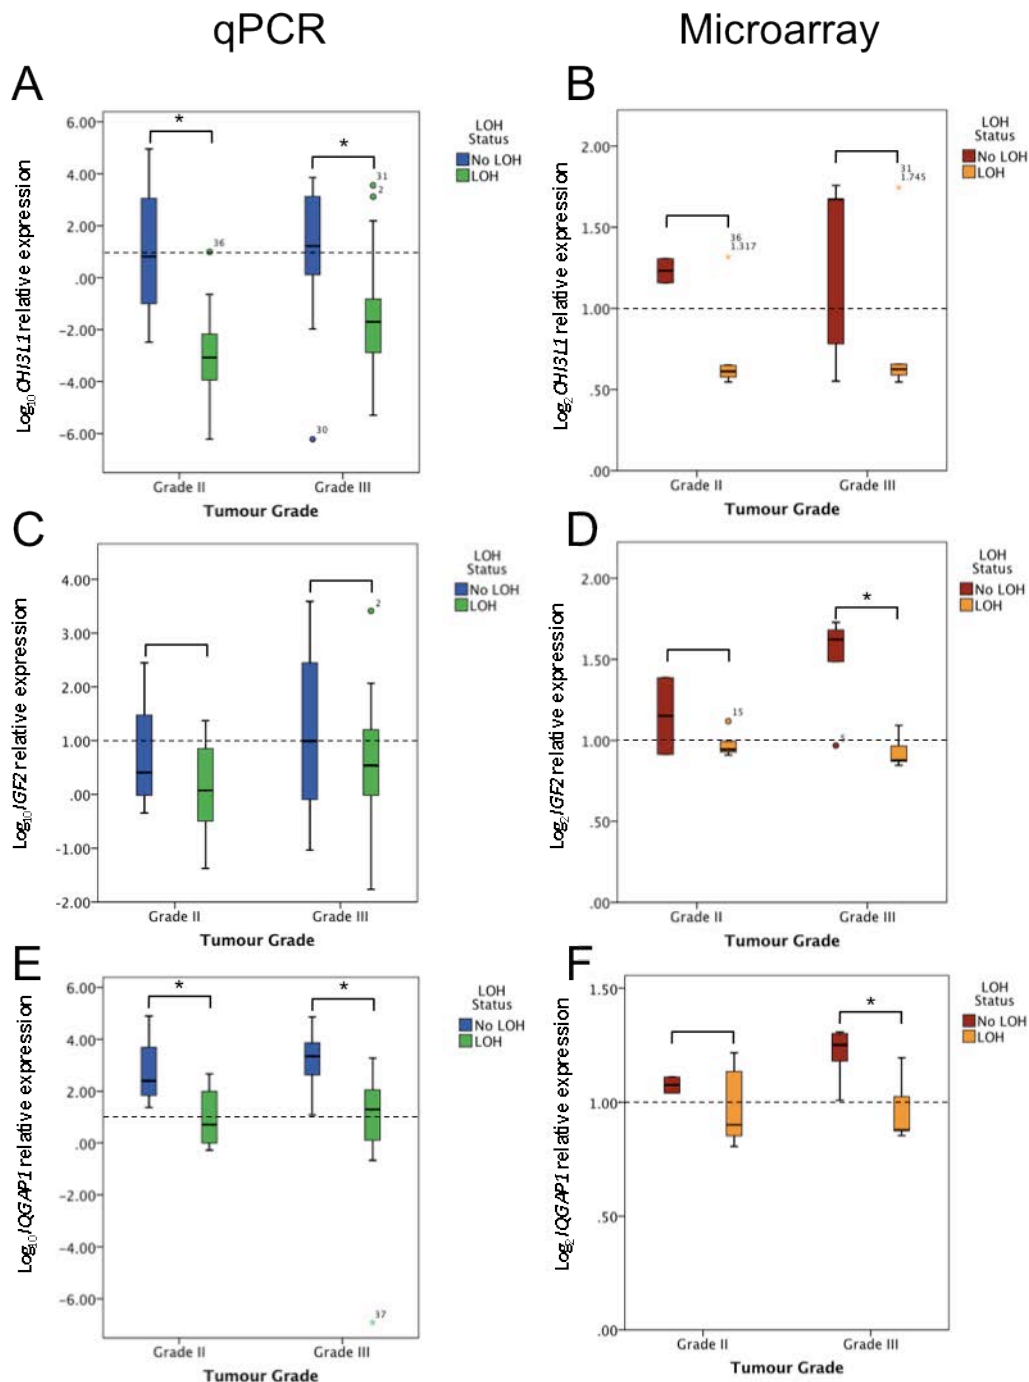 qPCR
Microarray
A
Log10 CHI3L1 relative expression
6.00
4.00
2.00
.00
-2.00
-4.00
-6.00
*
*
36
31
2
30
Grade II
Grade III
Tumour Grade
LOH
Status
No LOH
LOH
B
Log2 CHI3L1 relative expression
2.00
1.50
1.00
.50
.00
36
1.317
31
1.745
Grade II
Grade III
Tumour Grade
LOH
Status
No LOH
LOH
C
Log10 IGF2 relative expression
4.00
3.00
2.00
1.00
.00
-1.00
-2.00
2
Grade II
Grade III
Tumour Grade
LOH
Status
No LOH
LOH
D
Log2 IGF2 relative expression
2.00
1.50
1.00
.50
.00
*
15
Grade II
Grade III
Tumour Grade
LOH
Status
No LOH
LOH
E
Log10 IQGAP1 relative expression
6.00
4.00
2.00
.00
-2.00
-4.00
-6.00
*
*
37
Grade II
Grade III
Tumour Grade
LOH
Status
No LOH
LOH
F
Log2 IQGAP1 relative expression
1.50
1.00
.50
.00
*
Grade II
Grade III
Tumour Grade
LOH
Status
No LOH
LOH